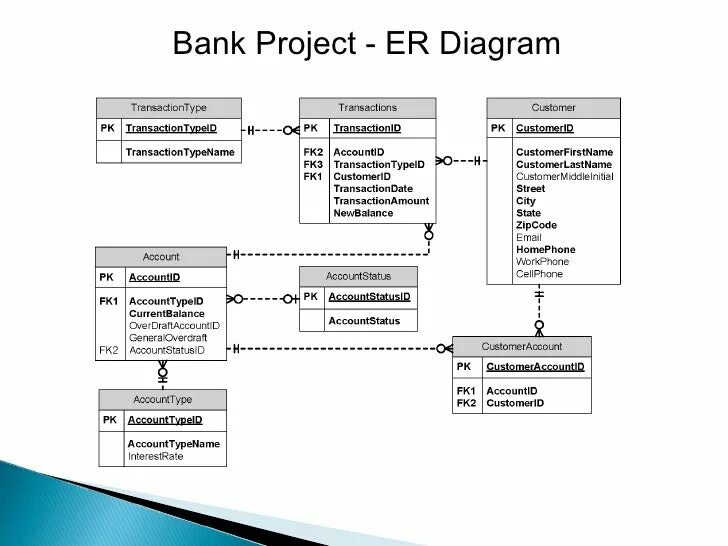 Bank Project - ER Diagram
TransactionType
PK TransactionTypeID
TransactionTypeName
Transactions
PK TransactionID
FK2 AccountID
FK3 TransactionTypeID
FK1 CustomerID
TransactionDate
TransactionAmount
NewBalance
Customer
PK CustomerID
CustomerFirstName
CustomerLastName
CustomerMiddleInitial
Street
City
State
ZipCode
Email
HomePhone
WorkPhone
CellPhone
Account
PK AccountID
FK1 AccountTypeID
CurrentBalance
OverDraftAccountID
GeneralOverdraft
FK2 AccountStatusID
AccountStatus
PK AccountStatusID
AccountStatus
CustomerAccount
PK CustomerAccountID
FK1 AccountID
FK2 CustomerID
AccountType
PK AccountTypeID
AccountTypeName
InterestRate